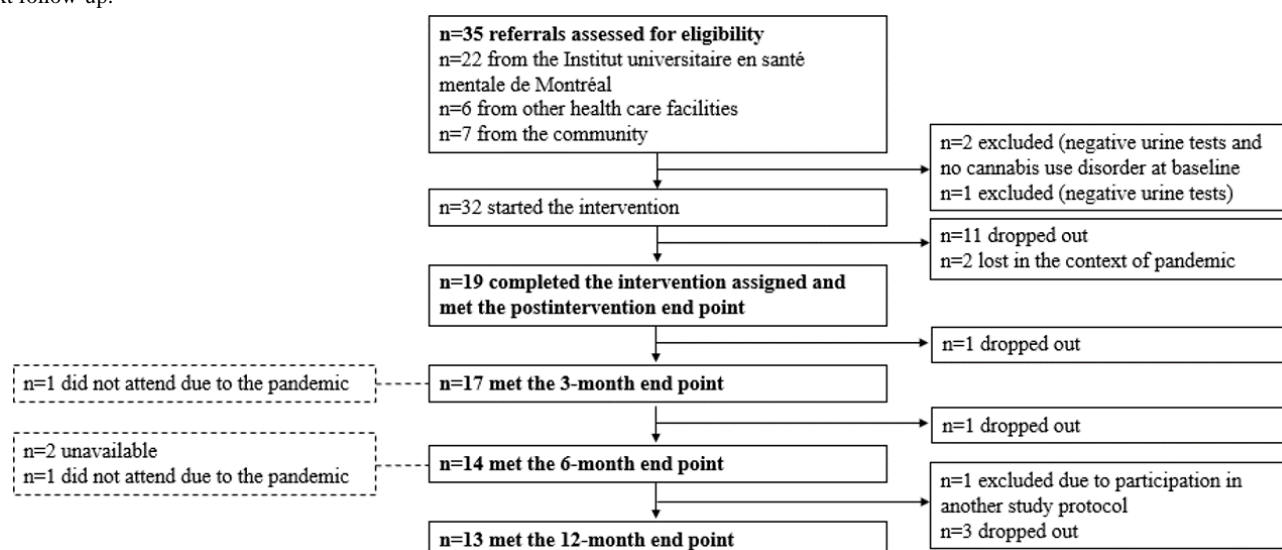 At follow-up.
n=35 referrals assessed for eligibility
n=22 from the Institut universitaire en santé
mentale de Montréal
n=6 from other health care facilities
n=7 from the community
n=2 excluded (negative urine tests and
no cannabis use disorder at baseline
n=1 excluded (negative urine tests)
n=32 started the intervention
n=11 dropped out
n=2 lost in the context of pandemic
n=19 completed the intervention assigned and
met the postintervention end point
n=1 dropped out
n=1 did not attend due to the pandemic
n=17 met the 3-month end point
n=1 dropped out
n=2 unavailable
n=1 did not attend due to the pandemic
n=14 met the 6-month end point
n=1 excluded due to participation in
another study protocol
n=3 dropped out
n=13 met the 12-month end point